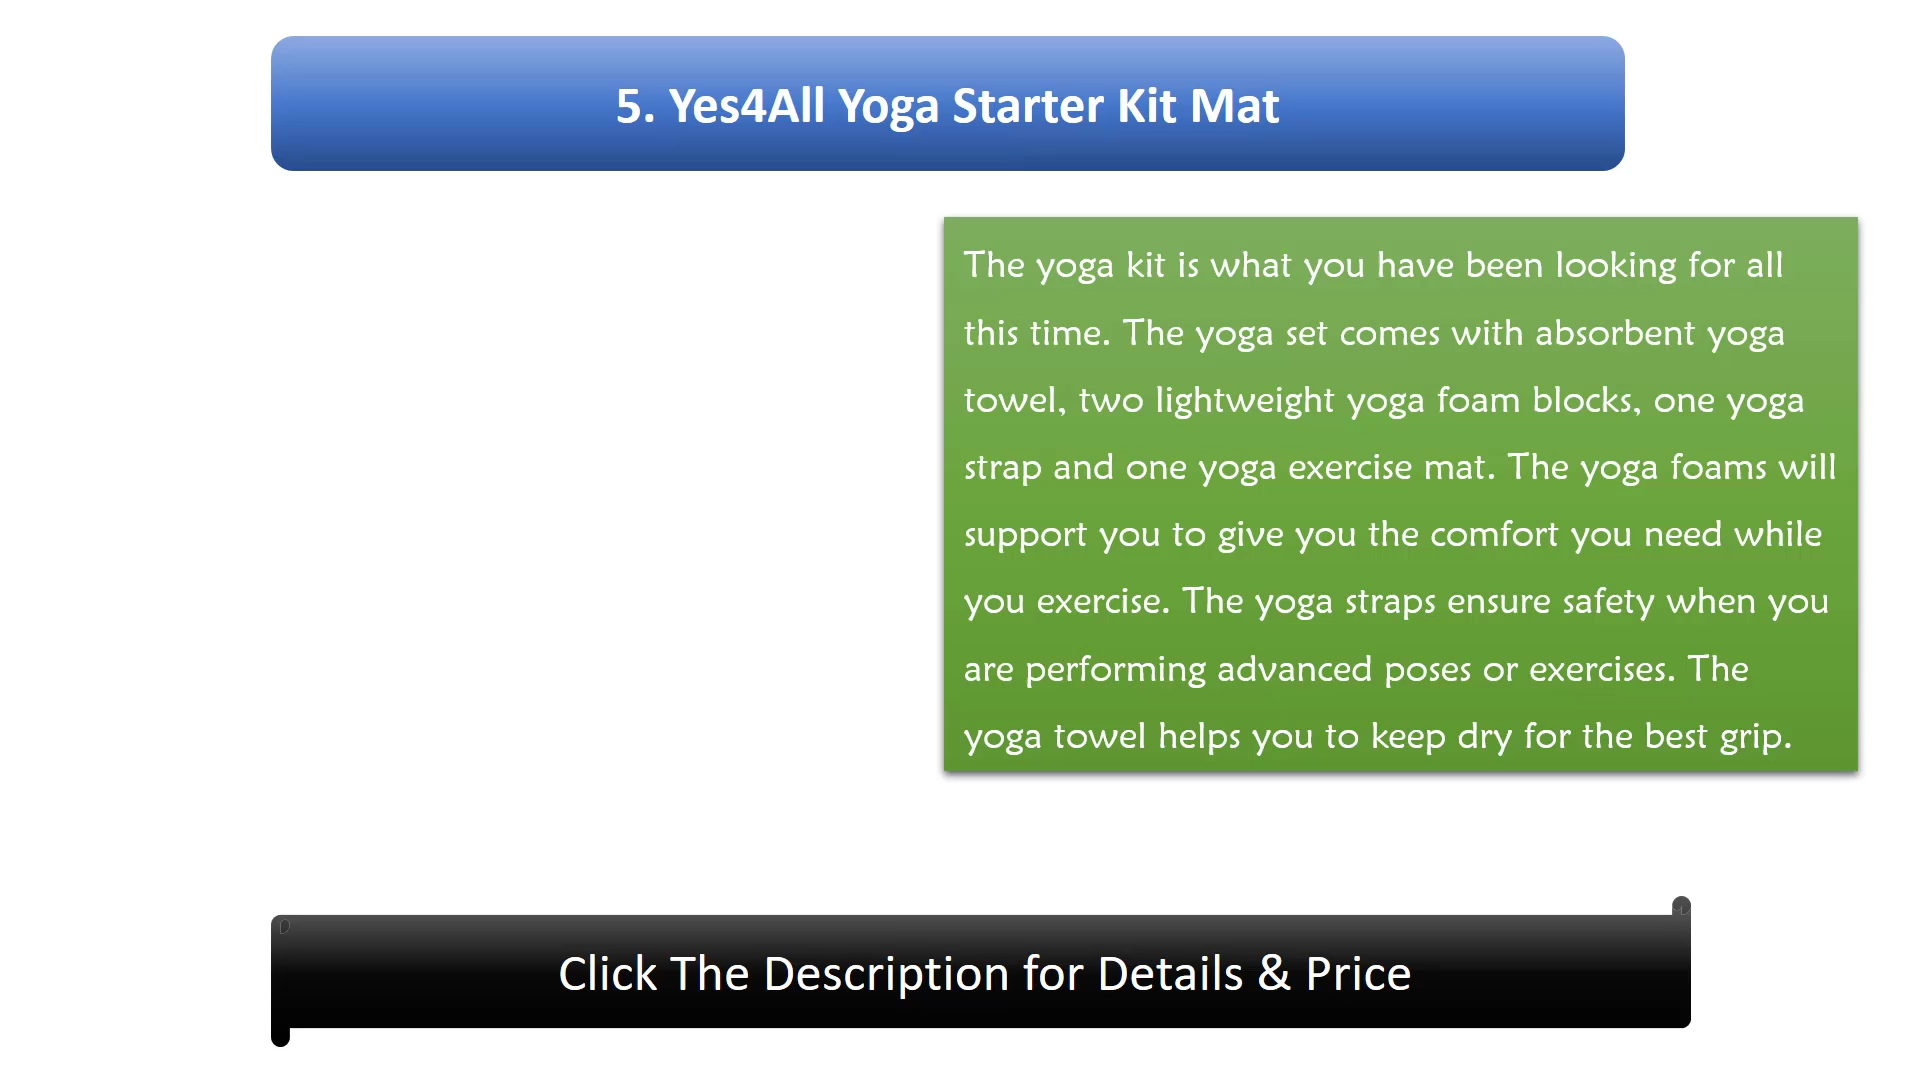 5. Yes4All Yoga Starter Kit Mat
The yoga kit is what you have been looking for all
this time. The yoga set comes with absorbent yoga
towel, two lightweight yoga foam blocks, one yoga
strap and one yoga exercise mat. The yoga foams will
support you to give you the comfort you need while
you exercise. The yoga straps ensure safety when you
are performing advanced poses or exercises. The
yoga towel helps you to keep dry for the best grip.
Click The Description for Details & Price